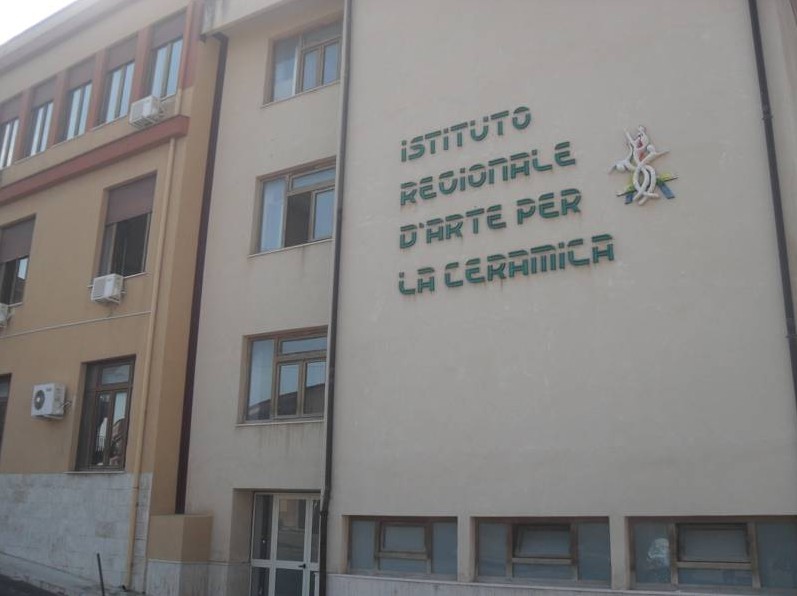 iSTITUTO
REGIONALE
D'ARTE PER
LA CERAMICA